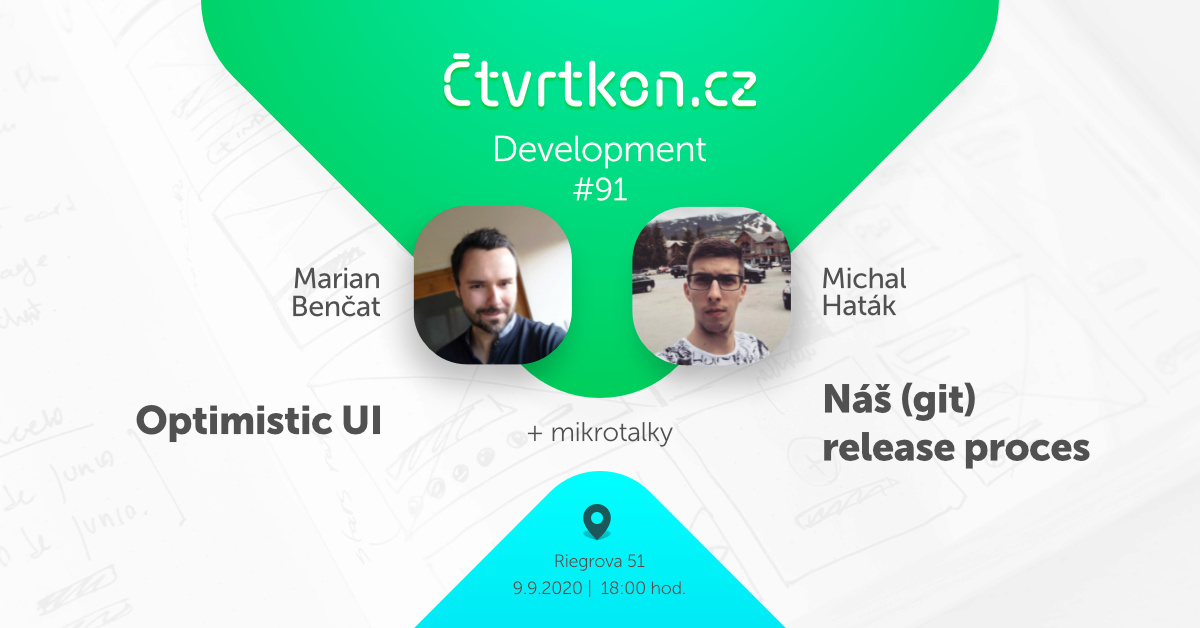 Čtvrtkon.cz
Development
#91
Marian
Benčat
Michal
Haták
Optimistic UI
Náš (git)
release proces
+ mikrotalky
Riegrova 51
9.9.2020 | 18:00 hod.